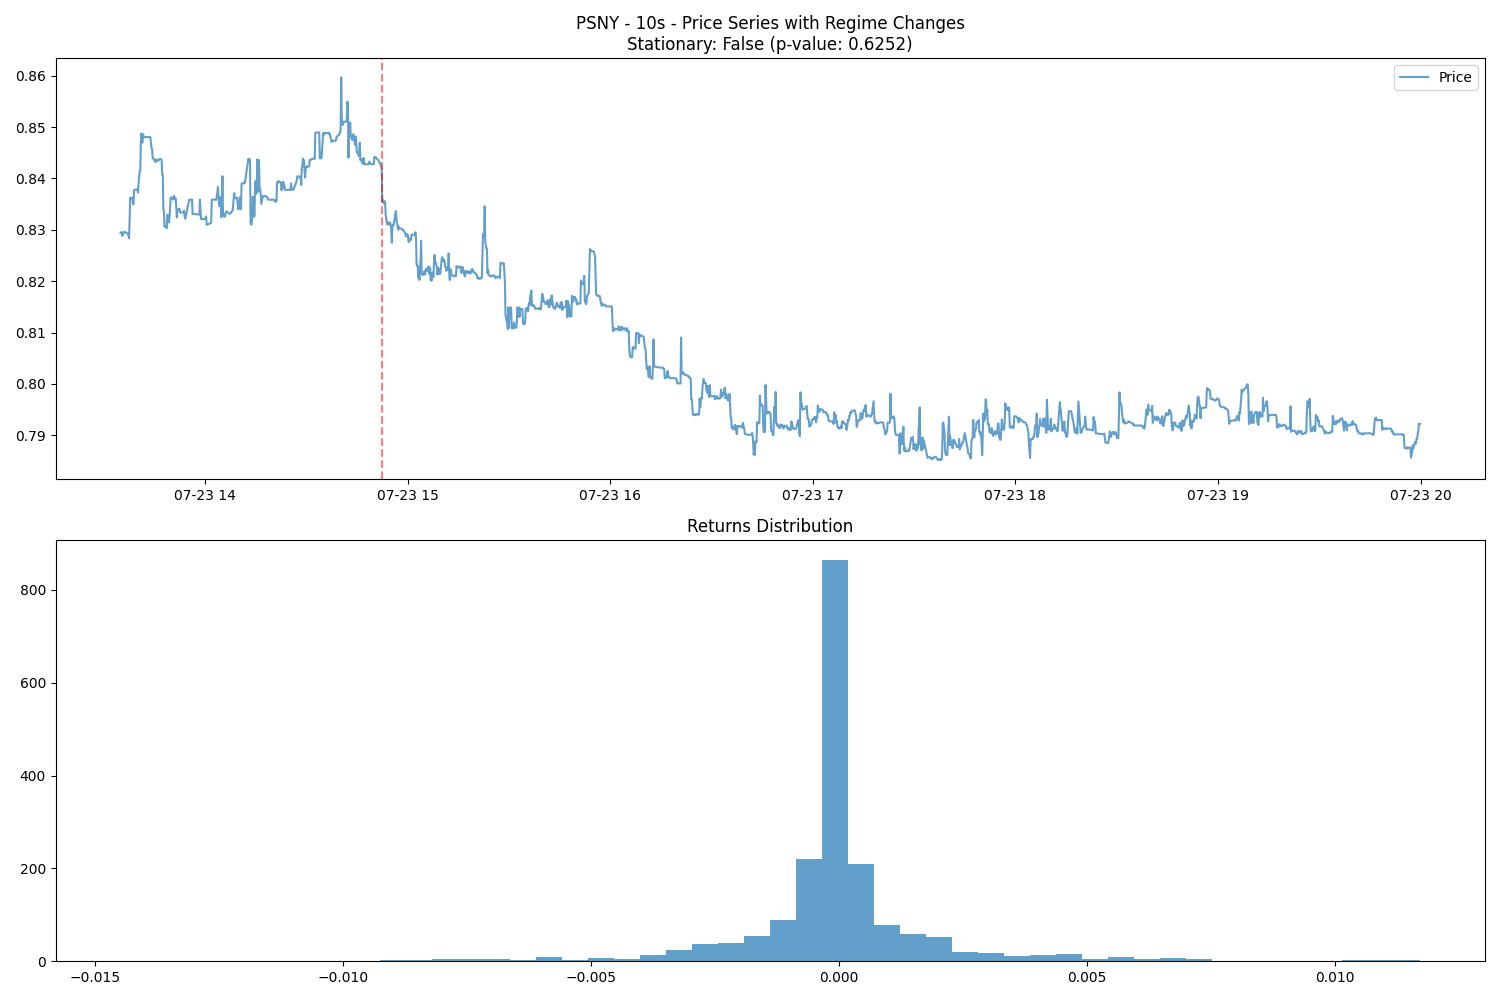 PSNY - 10s - Price Series with Regime Changes
Stationary: False (p-value: 0.6252)
Price
0.86
0.85
0.84
0.83
0.82
0.81
0.80
0.79
07-23 14 07-23 15 07-23 16 07-23 17 07-23 18 07-23 19 07-23 20
Returns Distribution
800
600
400
200
0
−0.015 −0.010 −0.005 0.000 0.005 0.010